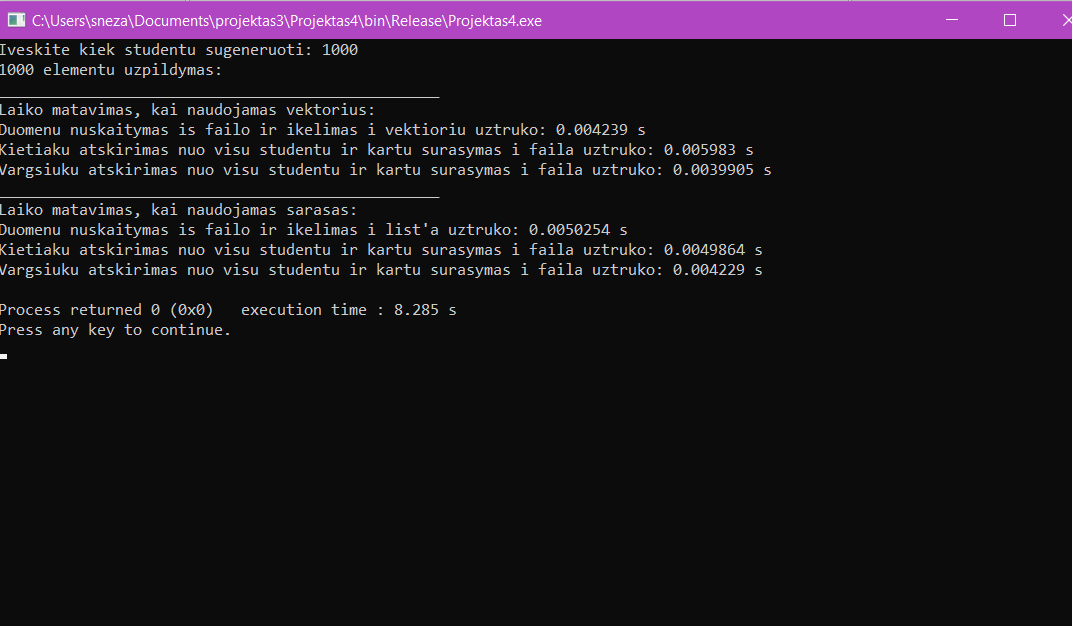 C:\Users\sneza\Documents\projektas3\Projektas4\bin\Release\Projektas4.exe
Iveskite kiek studentu sugeneruoti: 1000
1000 elementu uzpildymas:
Laiko matavimas, kai naudojamas vektorius:
Duomenu nuskaitymas is failo ir ikelimas i vektioriu uztruko: 0.004239 s
Kietiaku atskirimas nuo visu studentu ir kartu surasymas i faila uztruko: 0.005983 s
Vargsiuku atskirimas nuo visu studentu ir kartu surasymas i faila uztruko: 0.0039905 s
Laiko matavimas, kai naudojamas sarasas:
Duomenu nuskaitymas is failo ir ikelimas i list'a uztruko: 0.0050254 s
Kietiaku atskirimas nuo visu studentu ir kartu surasymas i faila uztruko: 0.0049864 s
Vargsiuku atskirimas nuo visu studentu ir kartu surasymas i faila uztruko: 0.004229 s
Process returned 0 (0x0)   execution time : 8.285 s
Press any key to continue.